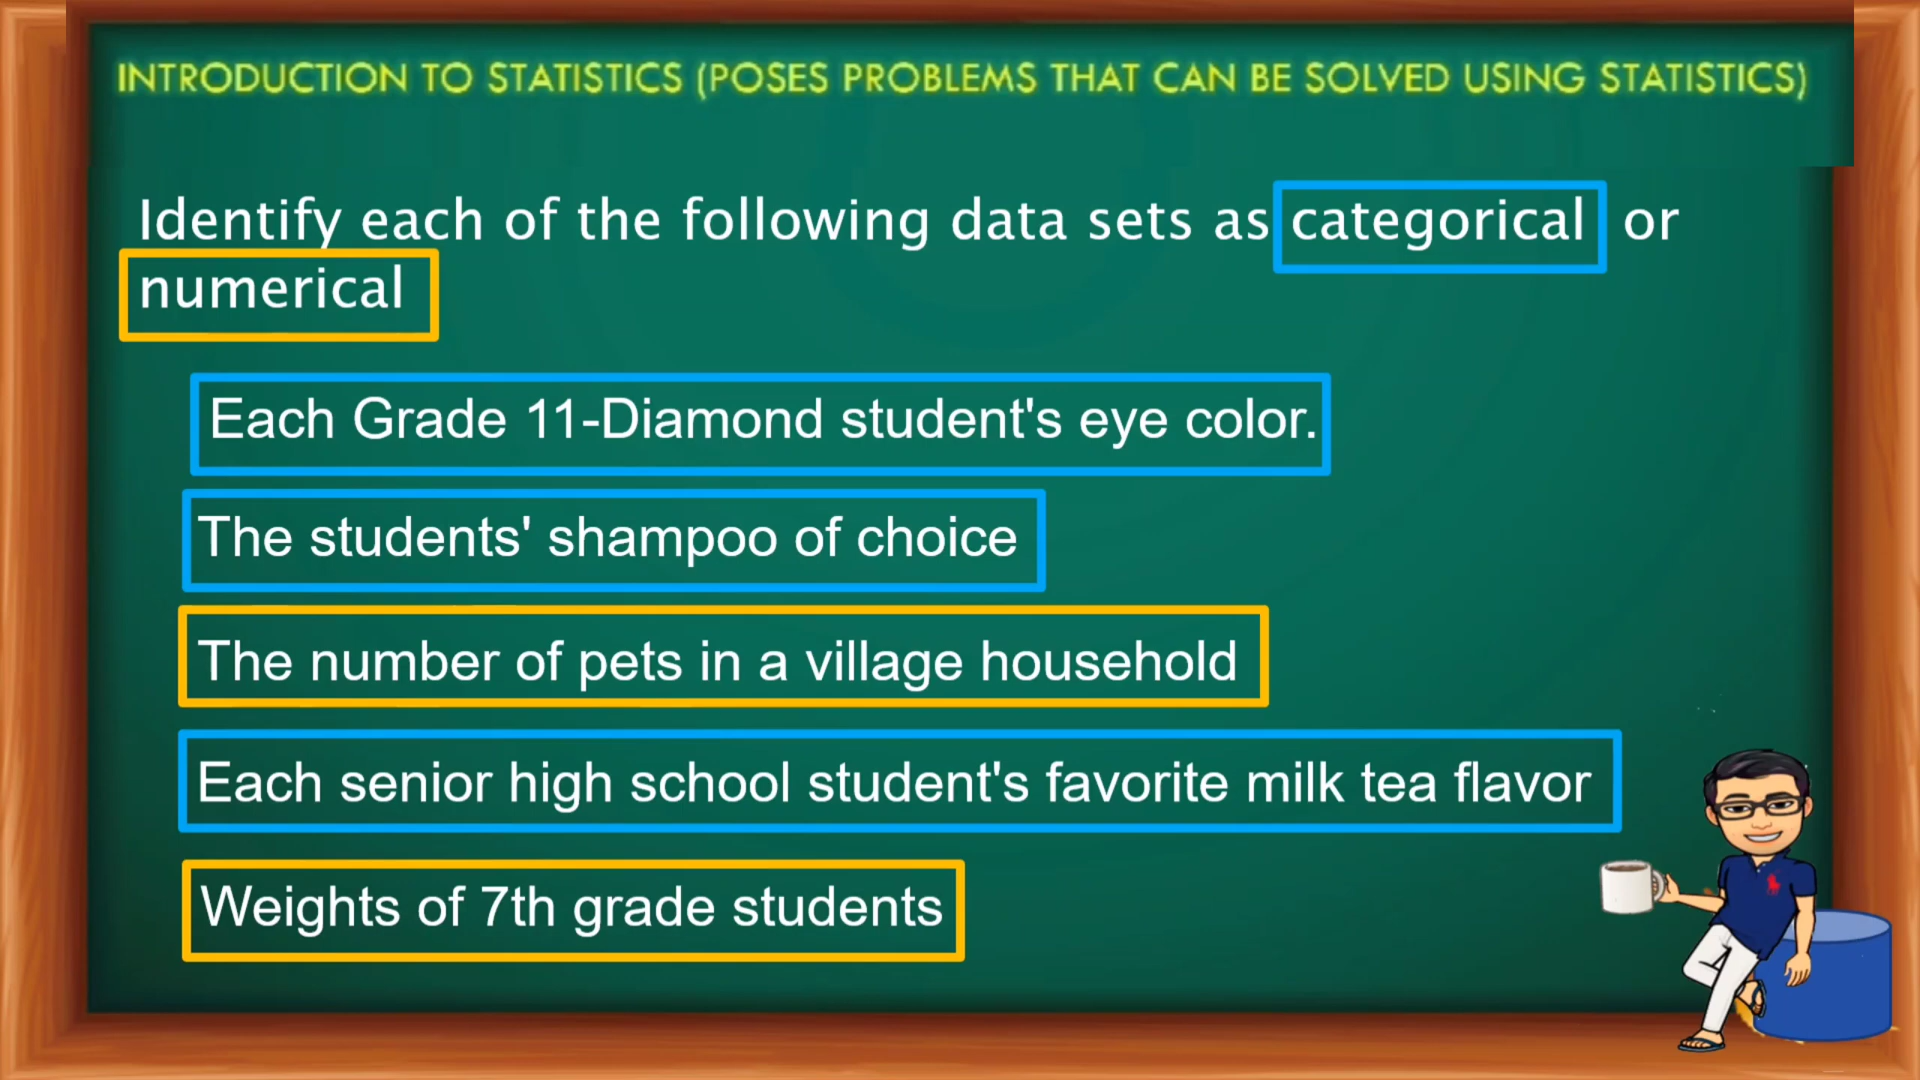 INTRODUCTION TO STATISTICS (POSES PROBLEMS THAT CAN BE SOLVED USING STATISTICS)
Identify each of the following data sets as categorical or
numerical
Each Grade 11-Diamond student's eye color.
The students' shampoo of choice
The number of pets in a village household
Each senior high school student's favorite milk tea flavor
Weights of 7th grade students